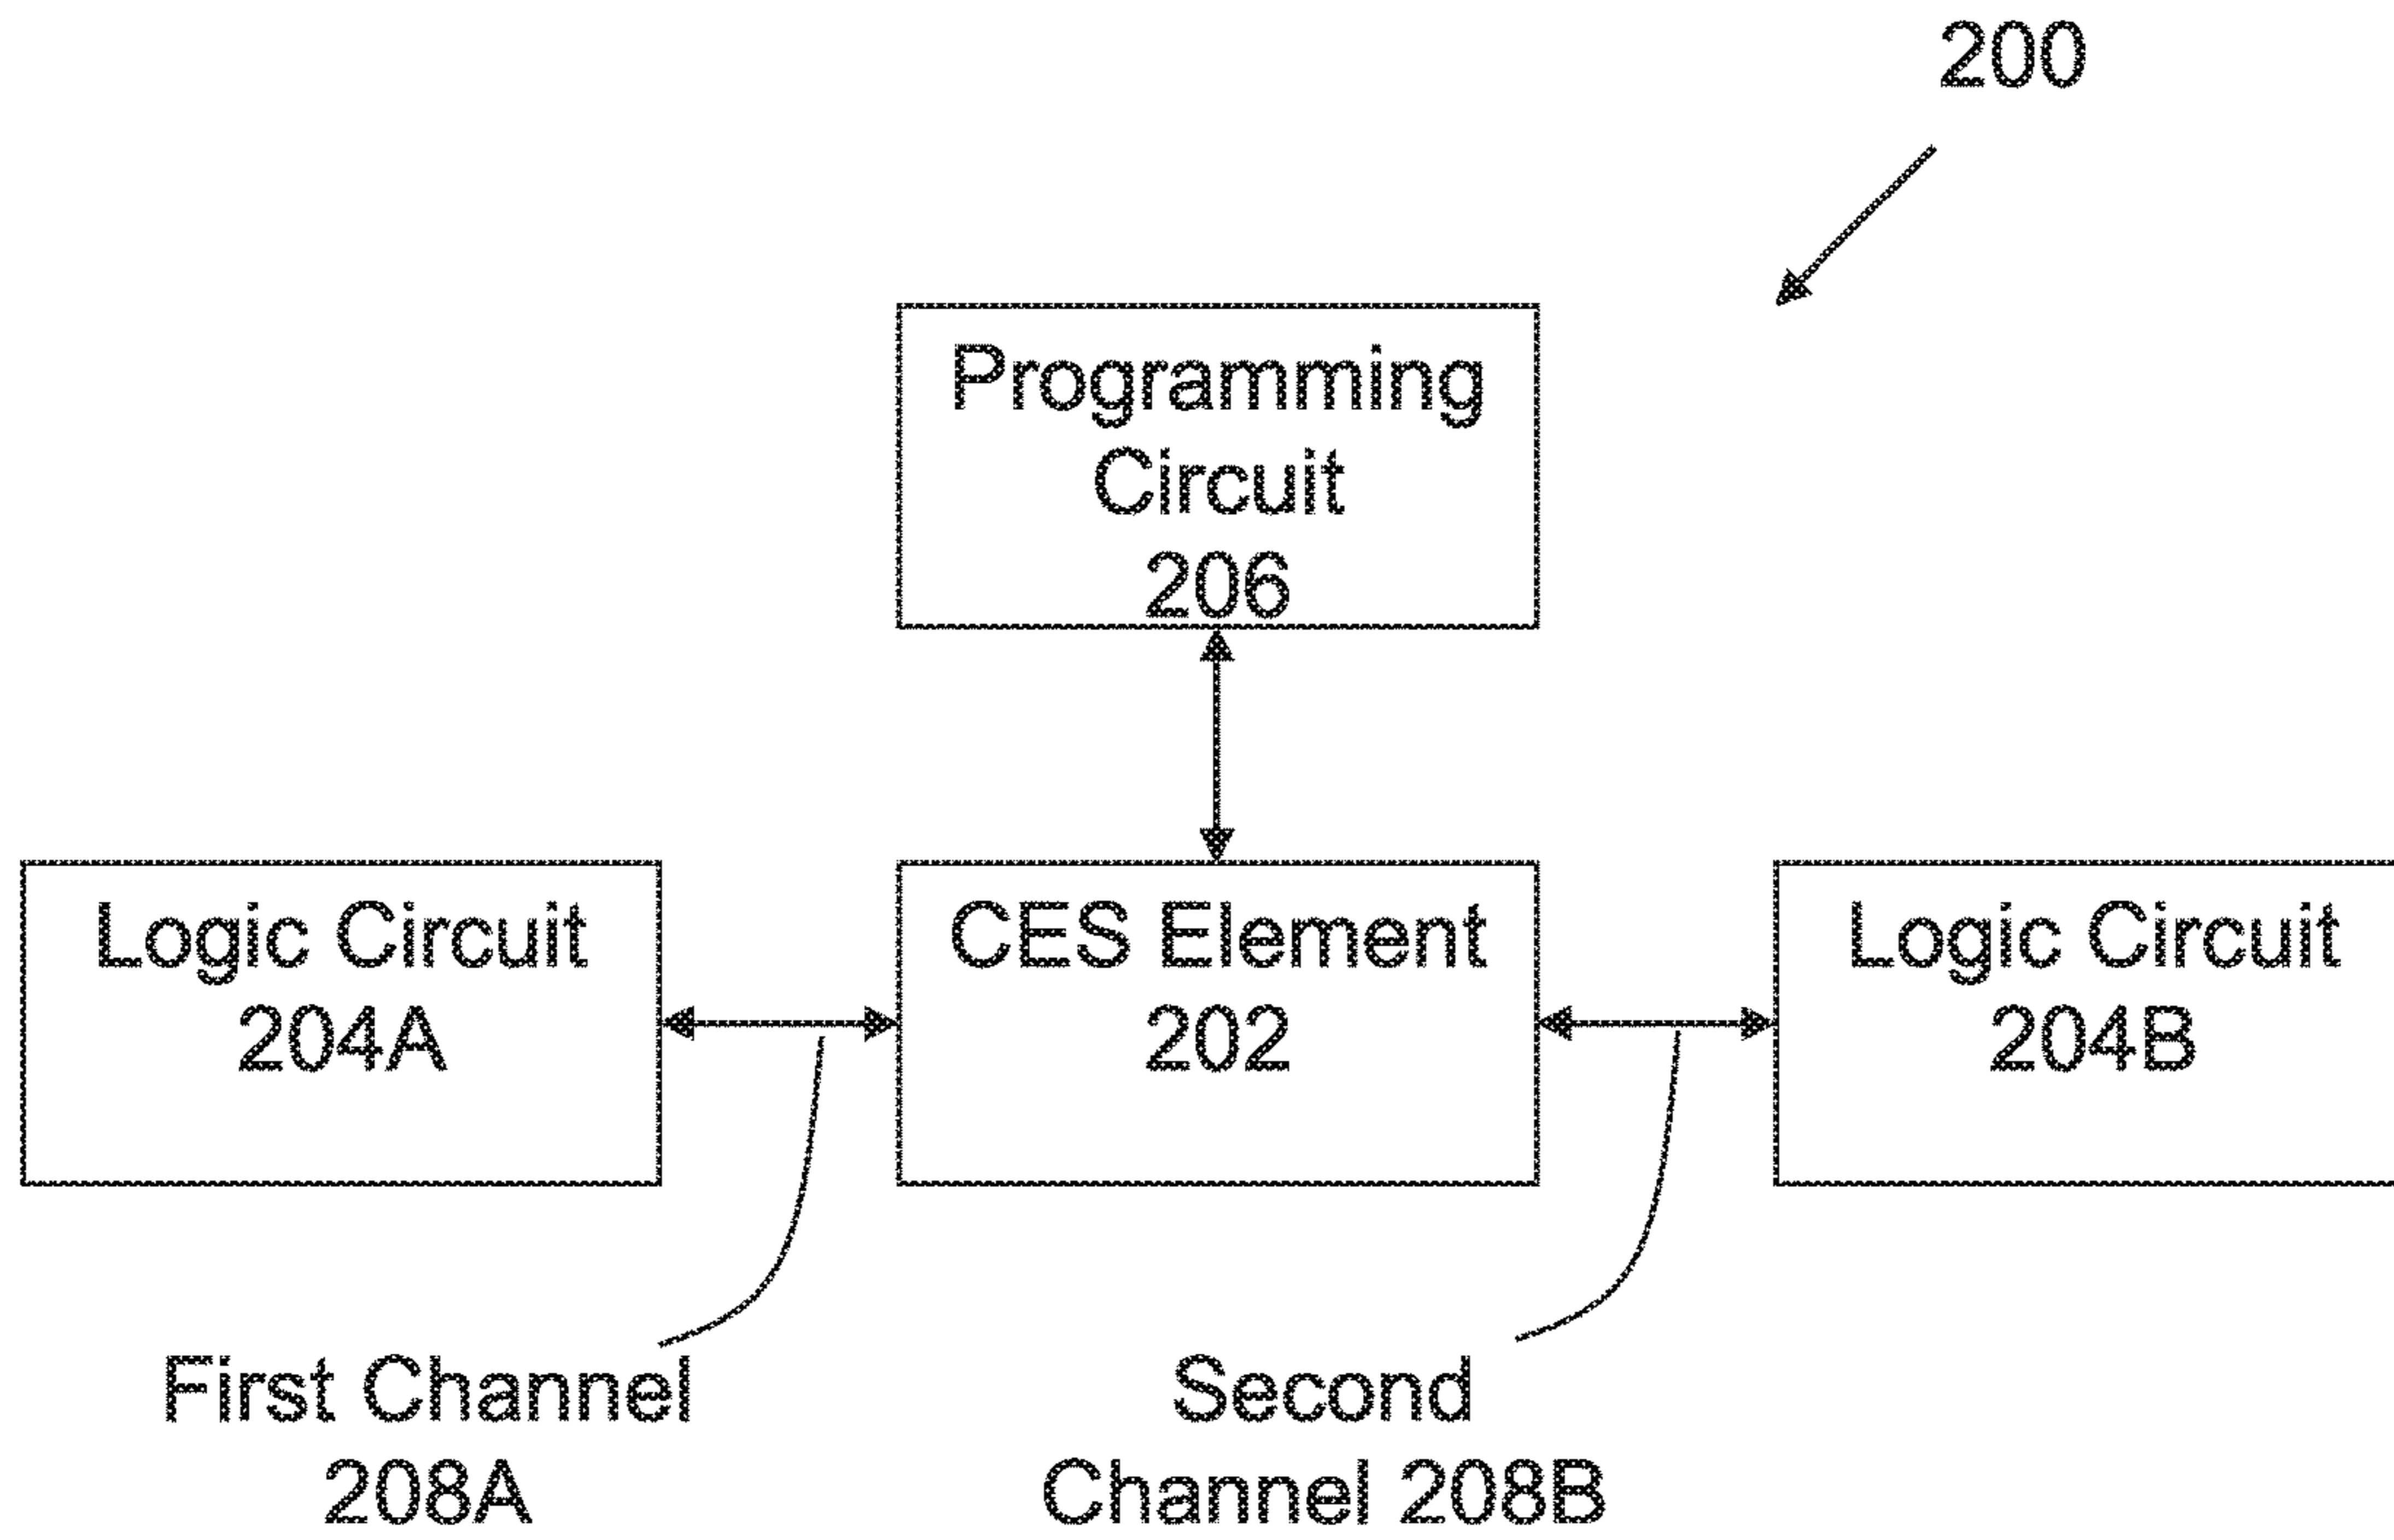 200
Programming
Circuit
206
Logic Circuit
204A
CES Element
202
Logic Circuit
204B
First Channel
208A
Second
Channel 208B